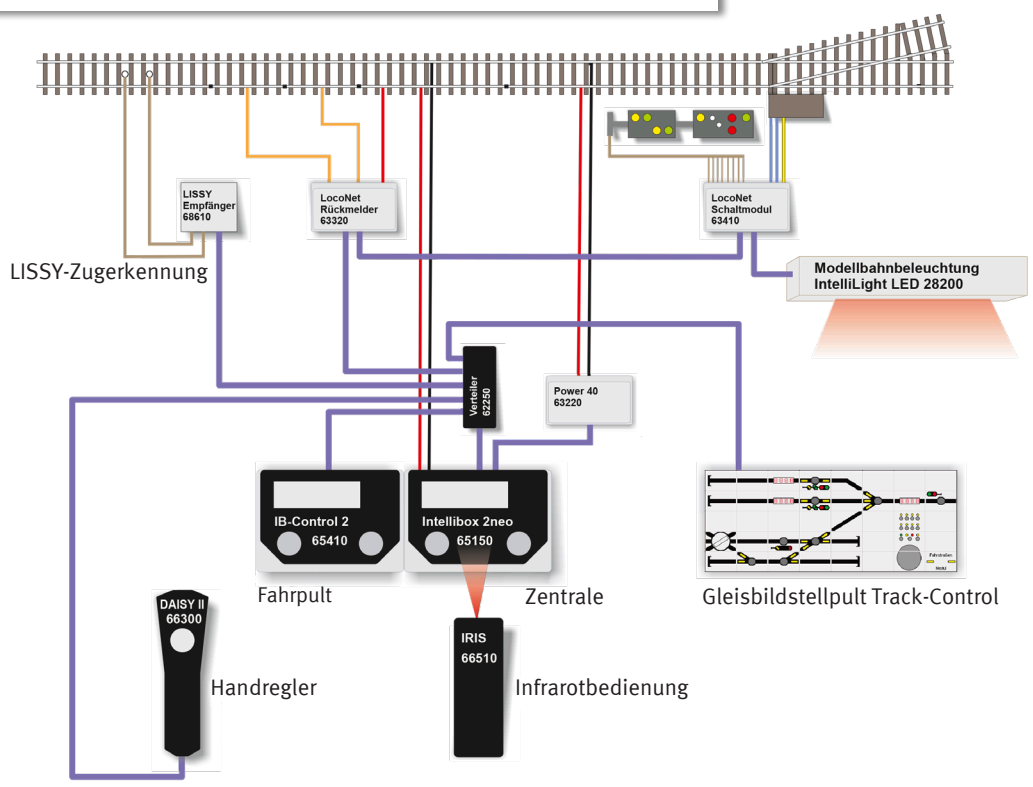 LISSY
Empfänger
68610
LocoNet
Rückmelder
63320
LocoNet
Schaltmodul
63410
LISSY-Zugerkennung
Modellbahnbeleuchtung
IntelliLight LED 28200
Verteiler
62250
Power 40
63220
IB-Control 2
65410
Intellibox 2neo
65150
Fahrpult
Zentrale
Gleisbildstellpult Track-Control
DAISY II
66300
Handregler
IRIS
66510
Infrarotbedienung